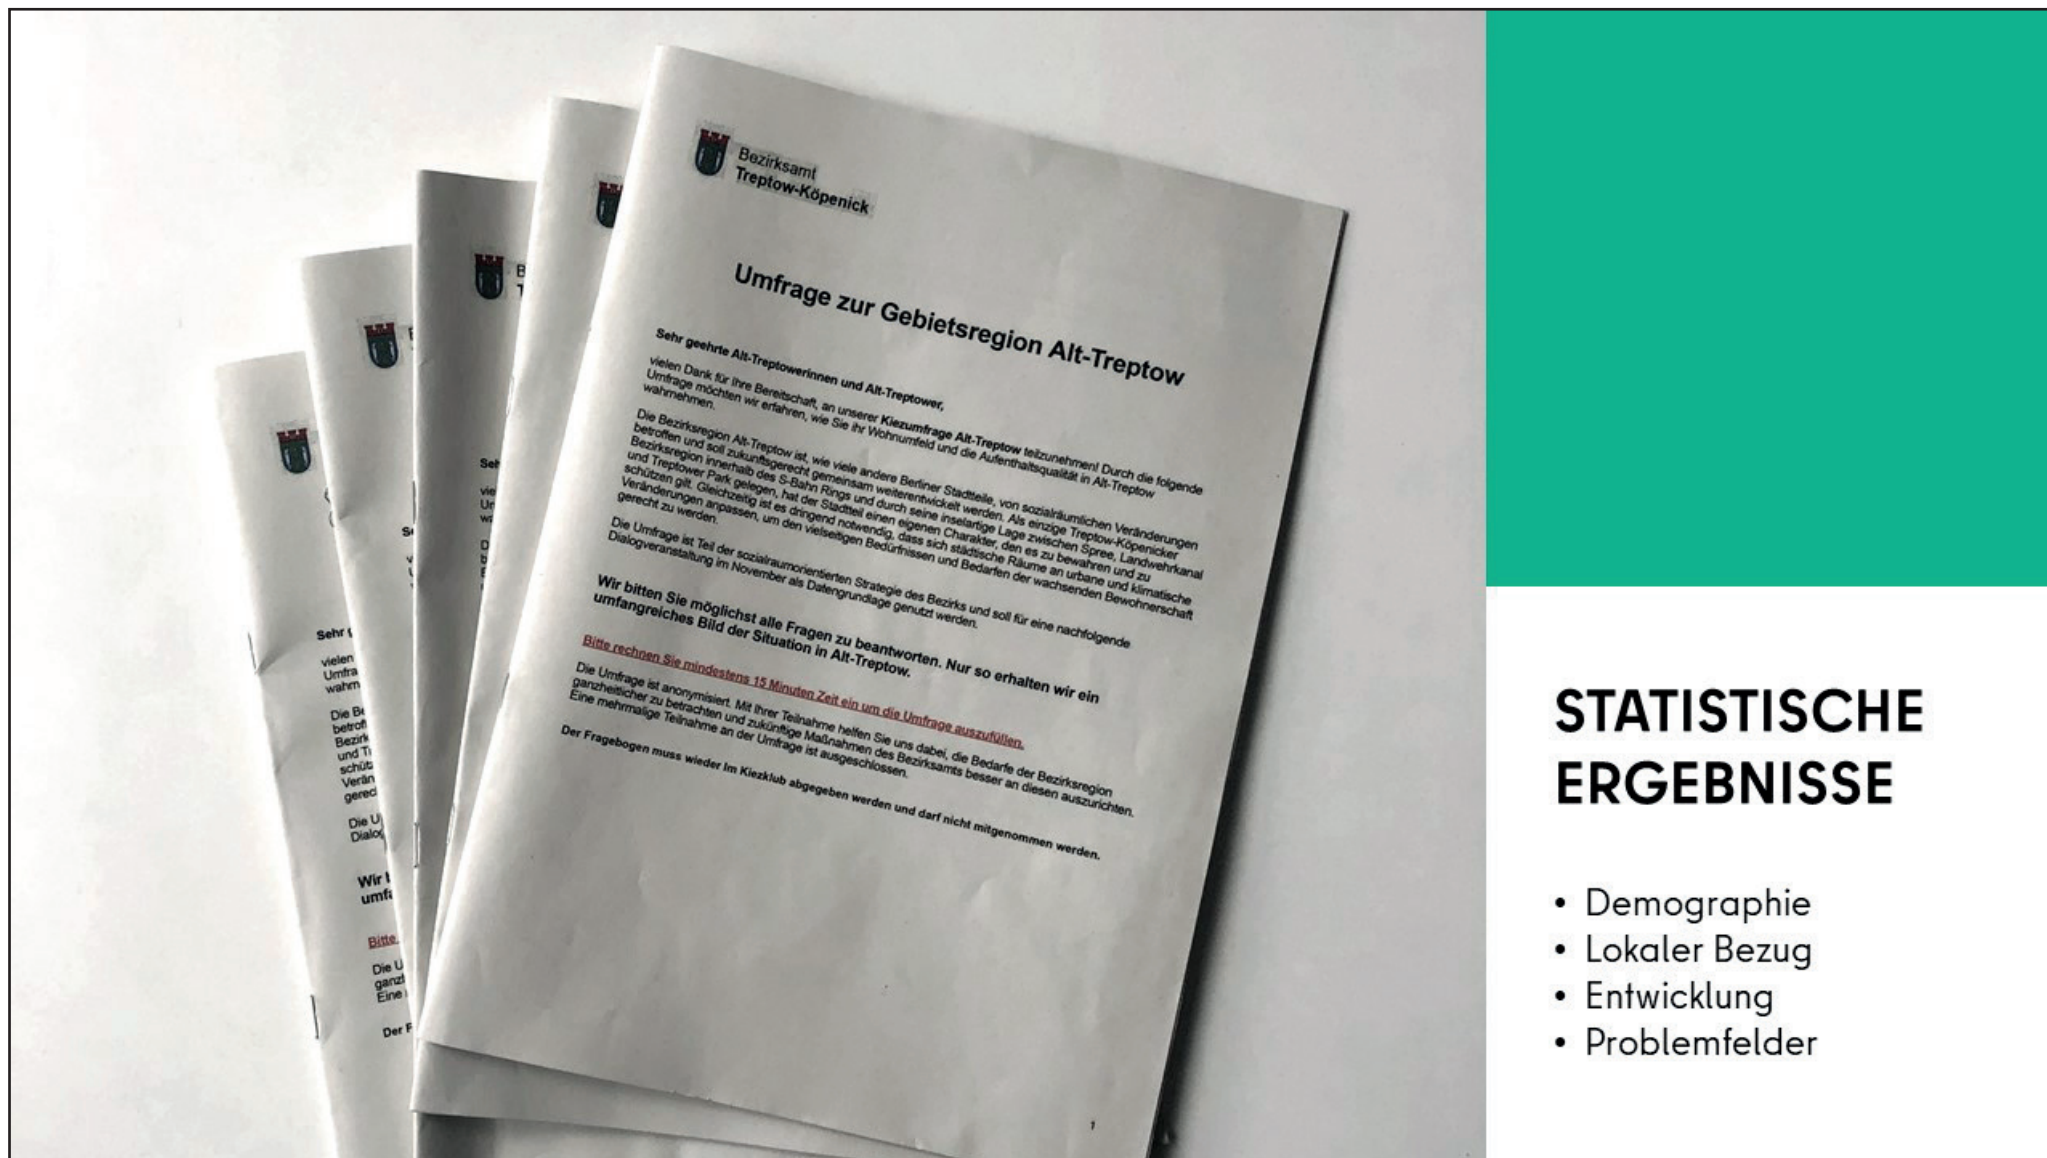 Bezirksamt
Treptow-Köpenick
Umfrage zur Gebietsregion Alt-Treptow
Sehr geehrte Alt-Treptowerinnen und Alt-Treptower,
vielen Dank für Ihre Bereitschaft, an unserer Kiezumfrage Alt-Treptow teilzunehmen! Durch die folgende
Umfrage möchten wir erfahren, wie Sie ihr Wohnumfeld und die Aufenthaltsqualität in Alt-Treptow
wahrnehmen.
Die Bezirksregion Alt-Treptow ist, wie viele andere Berliner Stadtteile, von sozialräumlichen Veränderungen
betroffen und soll zukunftsgerecht gemeinsam weiterentwickelt werden. Als einzige Treptow-Köpenicker
Bezirksregion innerhalb des S-Bahn Rings und durch seine inselartige Lage zwischen Spree, Landwehrkanal
und Treptower Park gelegen, hat der Stadtteil einen eigenen Charakter, den es zu bewahren und zu
schützen gilt. Gleichzeitig ist es dringend notwendig, dass sich städtische Räume an urbane und klimatische
Veränderungen anpassen, um den vielseitigen Bedürfnissen und Bedarfen der wachsenden Bewohnerschaft
gerecht zu werden.
Die Umfrage ist Teil der sozialraumorientierten Strategie des Bezirks und soll für eine nachfolgende
Dialogveranstaltung im November als Datengrundlage genutzt werden.
Wir bitten Sie möglichst alle Fragen zu beantworten. Nur so erhalten wir ein
umfangreiches Bild der Situation in Alt-Treptow.
Bitte rechnen Sie mindestens 15 Minuten Zeit ein um die Umfrage auszufüllen.
Die Umfrage ist anonymisiert. Mit Ihrer Teilnahme helfen Sie uns dabei, die Bedarfe der Bezirksregion
ganzheitlicher zu betrachten und zukünftige Maßnahmen des Bezirksamts besser an diesen auszurichten.
Eine mehrmalige Teilnahme an der Umfrage ist ausgeschlossen.
Der Fragebogen muss wieder Im Kiezklub abgegeben werden und darf nicht mitgenommen werden.
1
STATISTISCHE
ERGEBNISSE
• Demographie
• Lokaler Bezug
• Entwicklung
• Problemfelder